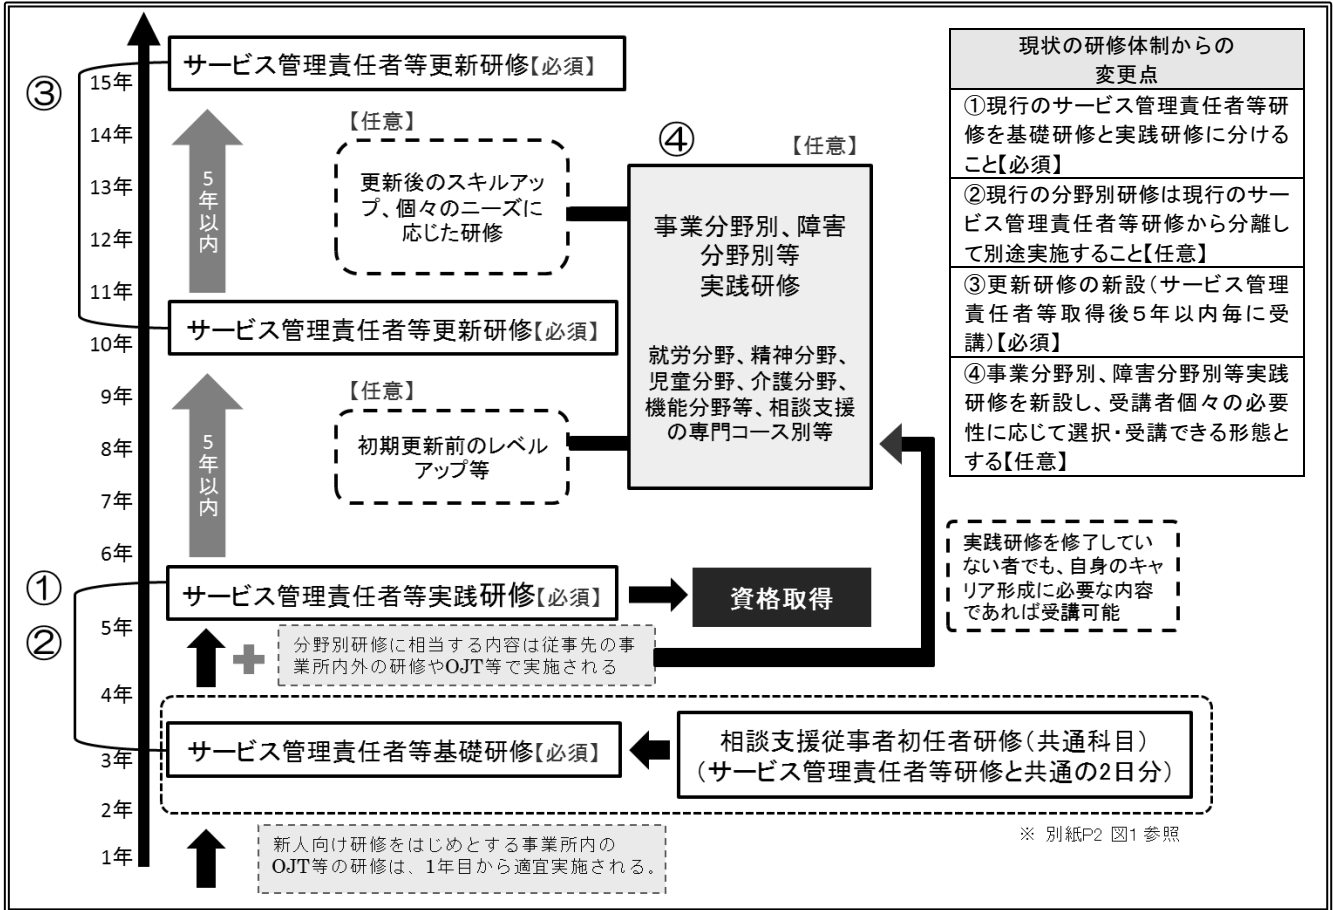 サービス管理責任者等更新研修【必須】
③
15年
14年
13年
12年
11年
10年
9年
8年
7年
6年
5年
4年
3年
2年
1年
5年以内
【任意】
更新後のスキルアッ
プ、個々のニーズに
応じた研修
④
【任意】
事業分野別、障害
分野別等
実践研修
就労分野、精神分野、
児童分野、介護分野、
機能分野等、相談支援
の専門コース別等
サービス管理責任者等更新研修【必須】
5年以内
【任意】
初期更新前のレベル
アップ等
①
②
サービス管理責任者等実践研修【必須】
資格取得
分野別研修に相当する内容は従事先の事
業所内外の研修やOJT等で実施される
サービス管理責任者等基礎研修【必須】
相談支援従事者初任者研修(共通科目)
(サービス管理責任者等研修と共通の2日分)
新人向け研修をはじめとする事業所内の
OJT等の研修は、1年目から適宜実施される。
現状の研修体制からの
変更点
①現行のサービス管理責任者等研
修を基礎研修と実践研修に分けるこ
と【必須】
②現行の分野別研修は現行のサー
ビス管理責任者等研修から分離し
て別途実施すること【任意】
③更新研修の新設(サービス管理
責任者等取得後5年以内毎に受
講)【必須】
④事業分野別、障害分野別等実践
研修を新設し、受講者個々の必要
性に応じて選択・受講できる形態と
する【任意】
実践研修を修了してい
ない者でも、自身のキャ
リア形成に必要な内容
であれば受講可能
※ 別紙P2 図1 参照